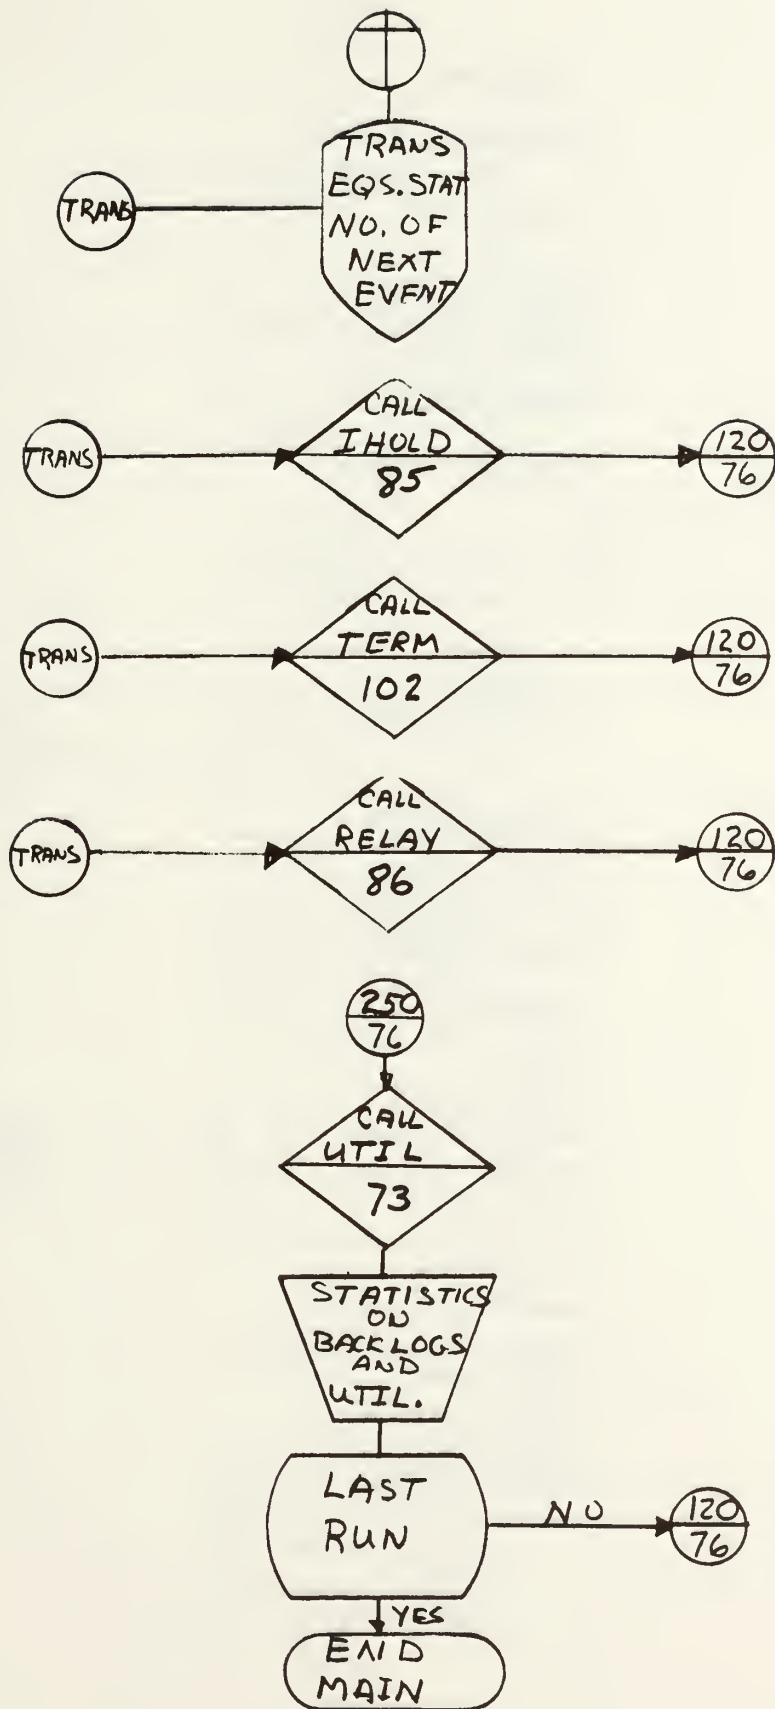 TRANS
EQS. STAT
NO. OF
NEXT
EVENT
TRANS
CALL
IHOLD
85
TRANS
120
76
CALL
TERM
102
TRANS
120
76
CALL
RELAY
86
TRANS
120
76
250
76
CALL
UTIL
73
STATISTICS
ON
BACKLOGS
AND
UTIL.
LAST
RUN
NO
120
76
YES
END
MAIN